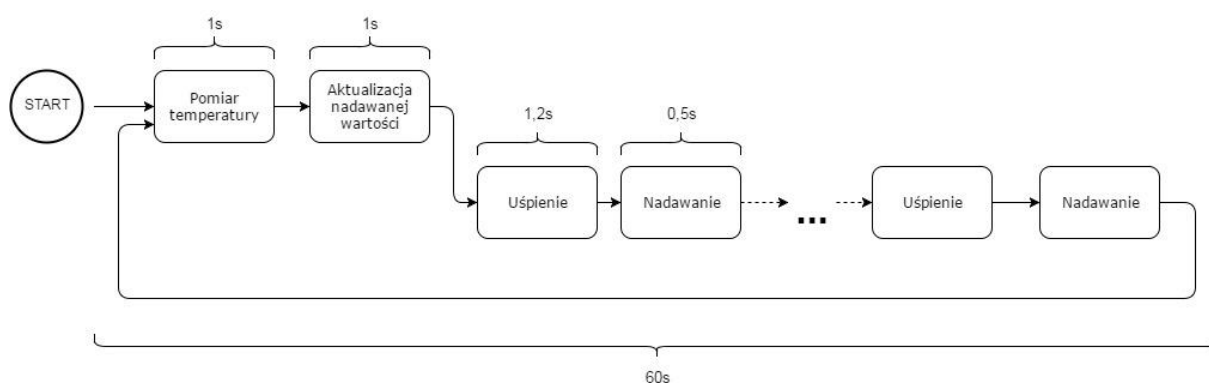 1s
1s
START
Pomiar
temperatury
Aktualizacja
nadawanej
wartości
1,2s
0,5s
Uśpienie
Nadawanie
...
Uśpienie
Nadawanie
60s